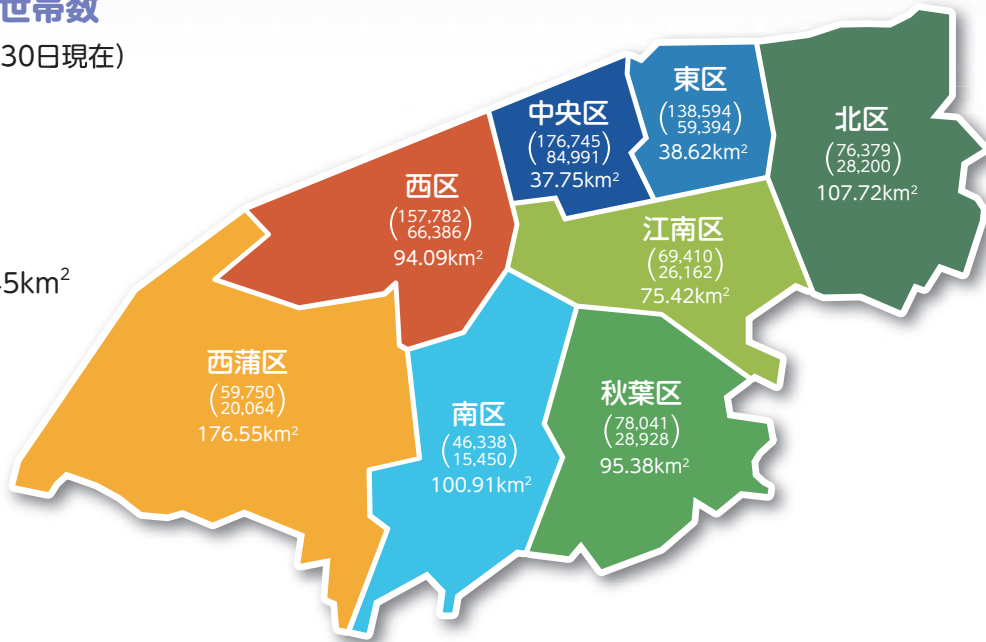 世帯数
30日現在）
5km²
中央区
(176,745
84,991)
37.75km²
東区
(138,594
59,394)
38.62km²
北区
(76,379
28,200)
107.72km²
西区
(157,782
66,386)
94.09km²
江南区
(69,410
26,162)
75.42km²
西蒲区
(59,750
20,064)
176.55km²
南区
(46,338
15,450)
100.91km²
秋葉区
(78,041
28,928)
95.38km²